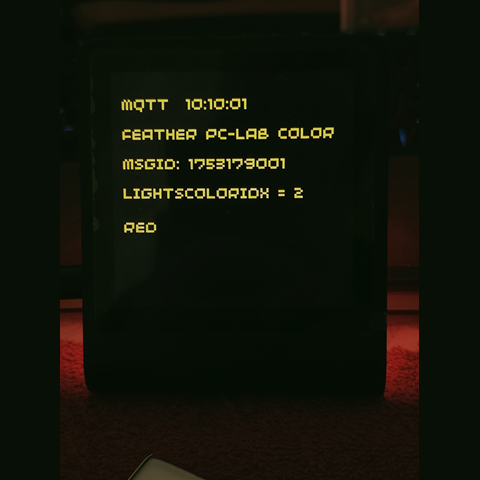 MQTT 10:10:01
FEATHER PC-LAB COLOR
MSGID: 1753179001
LIGHTSCOLORIDX = 2
RED